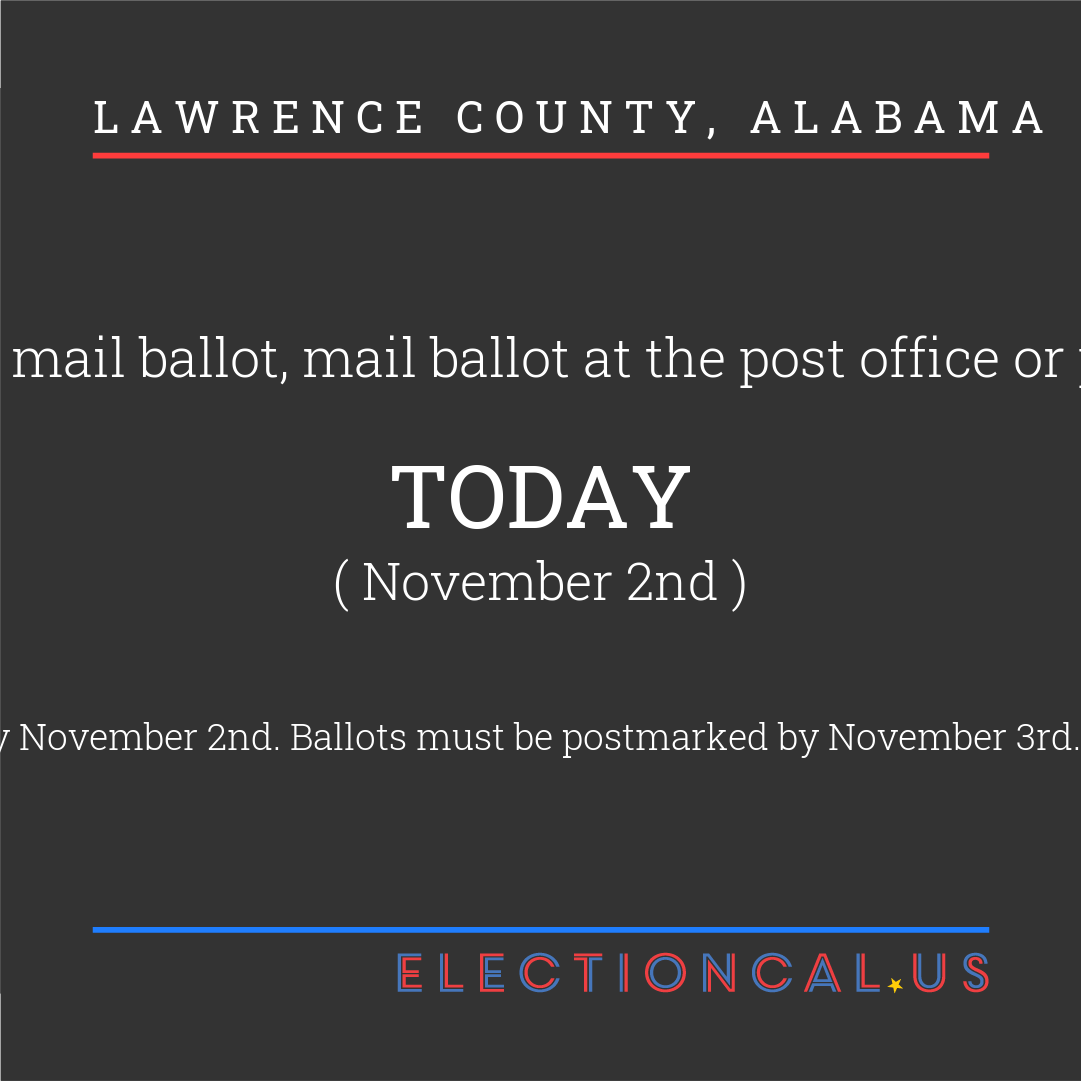 LAWRENCE COUNTY, ALABAMA
mail ballot, mail ballot at the post office or
TODAY
( November 2nd )
November 2nd. Ballots must be postmarked by November 3rd.
ELECTIONCAL.US